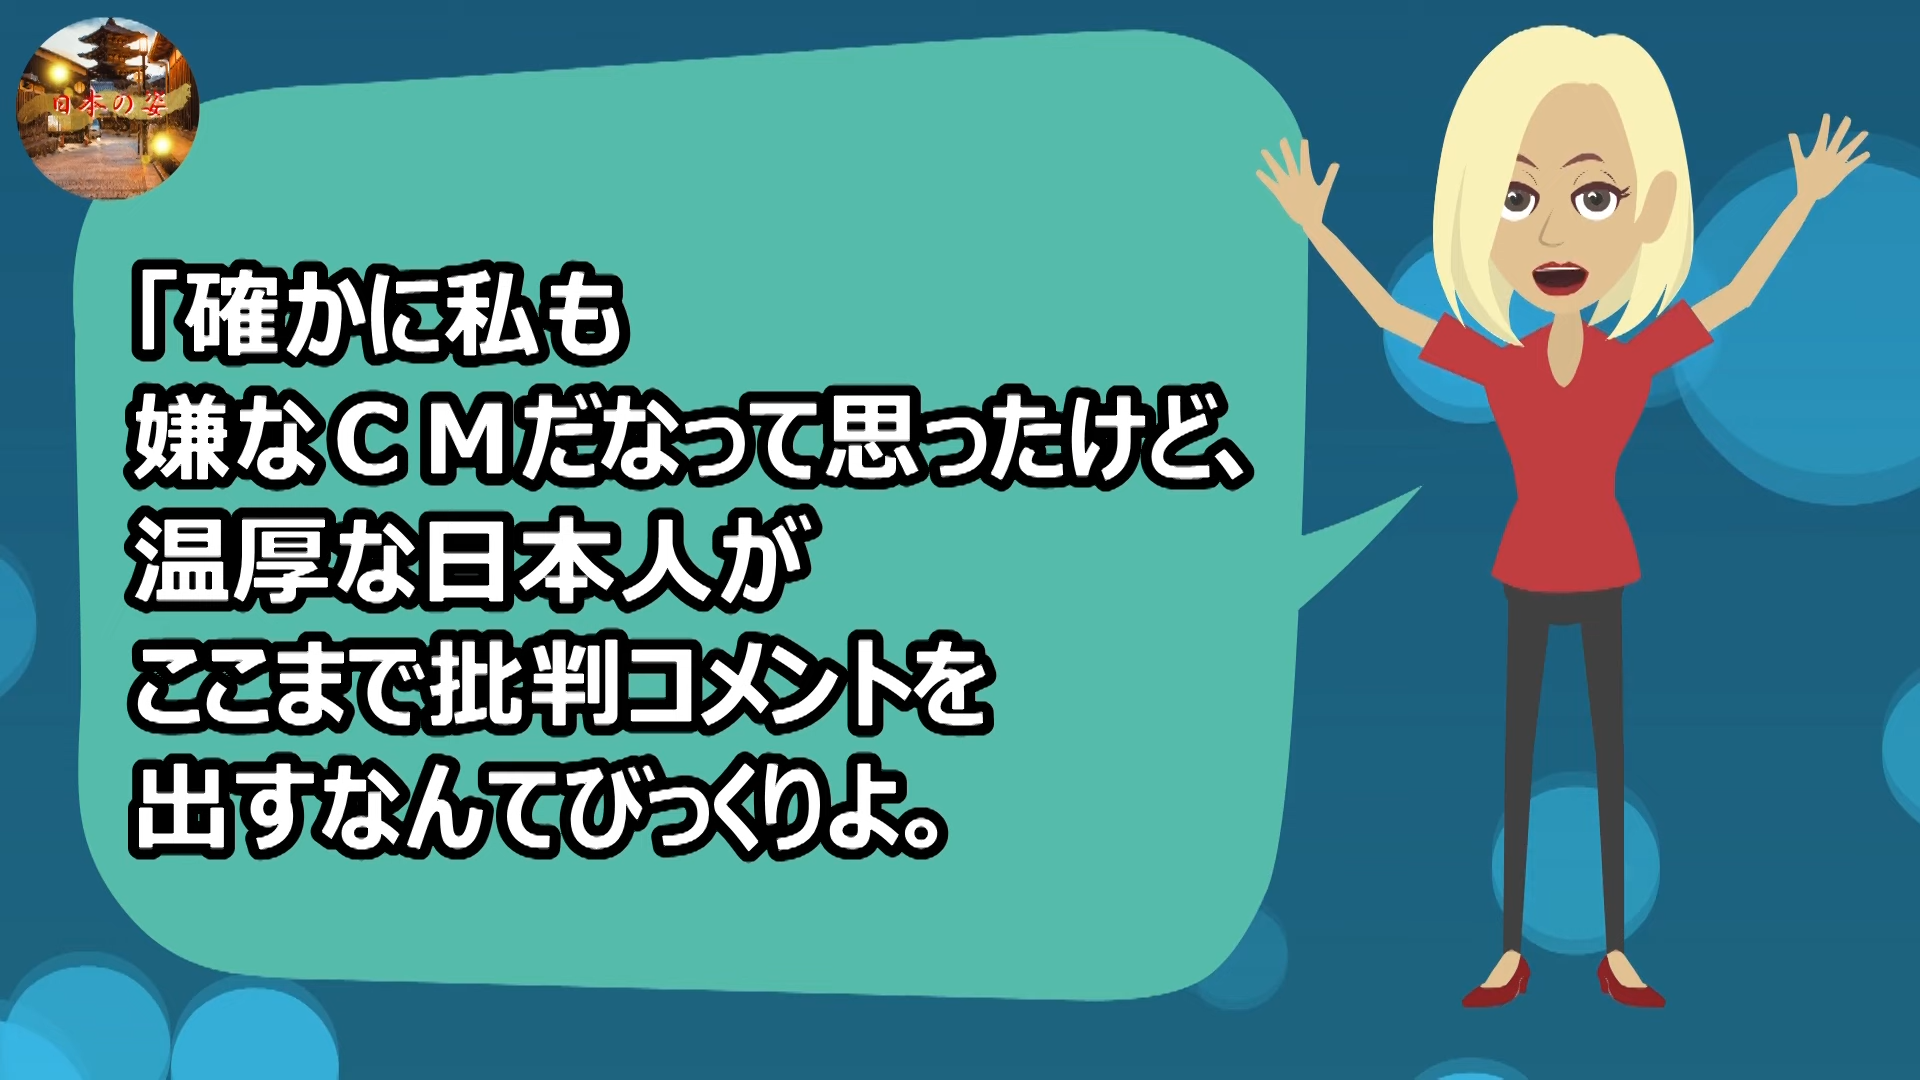 日本の姿
「確かに私も
嫌なCMだなって思ったけど、
温厚な日本人が
ここまで批判コメントを
出すなんてびっくりよ。